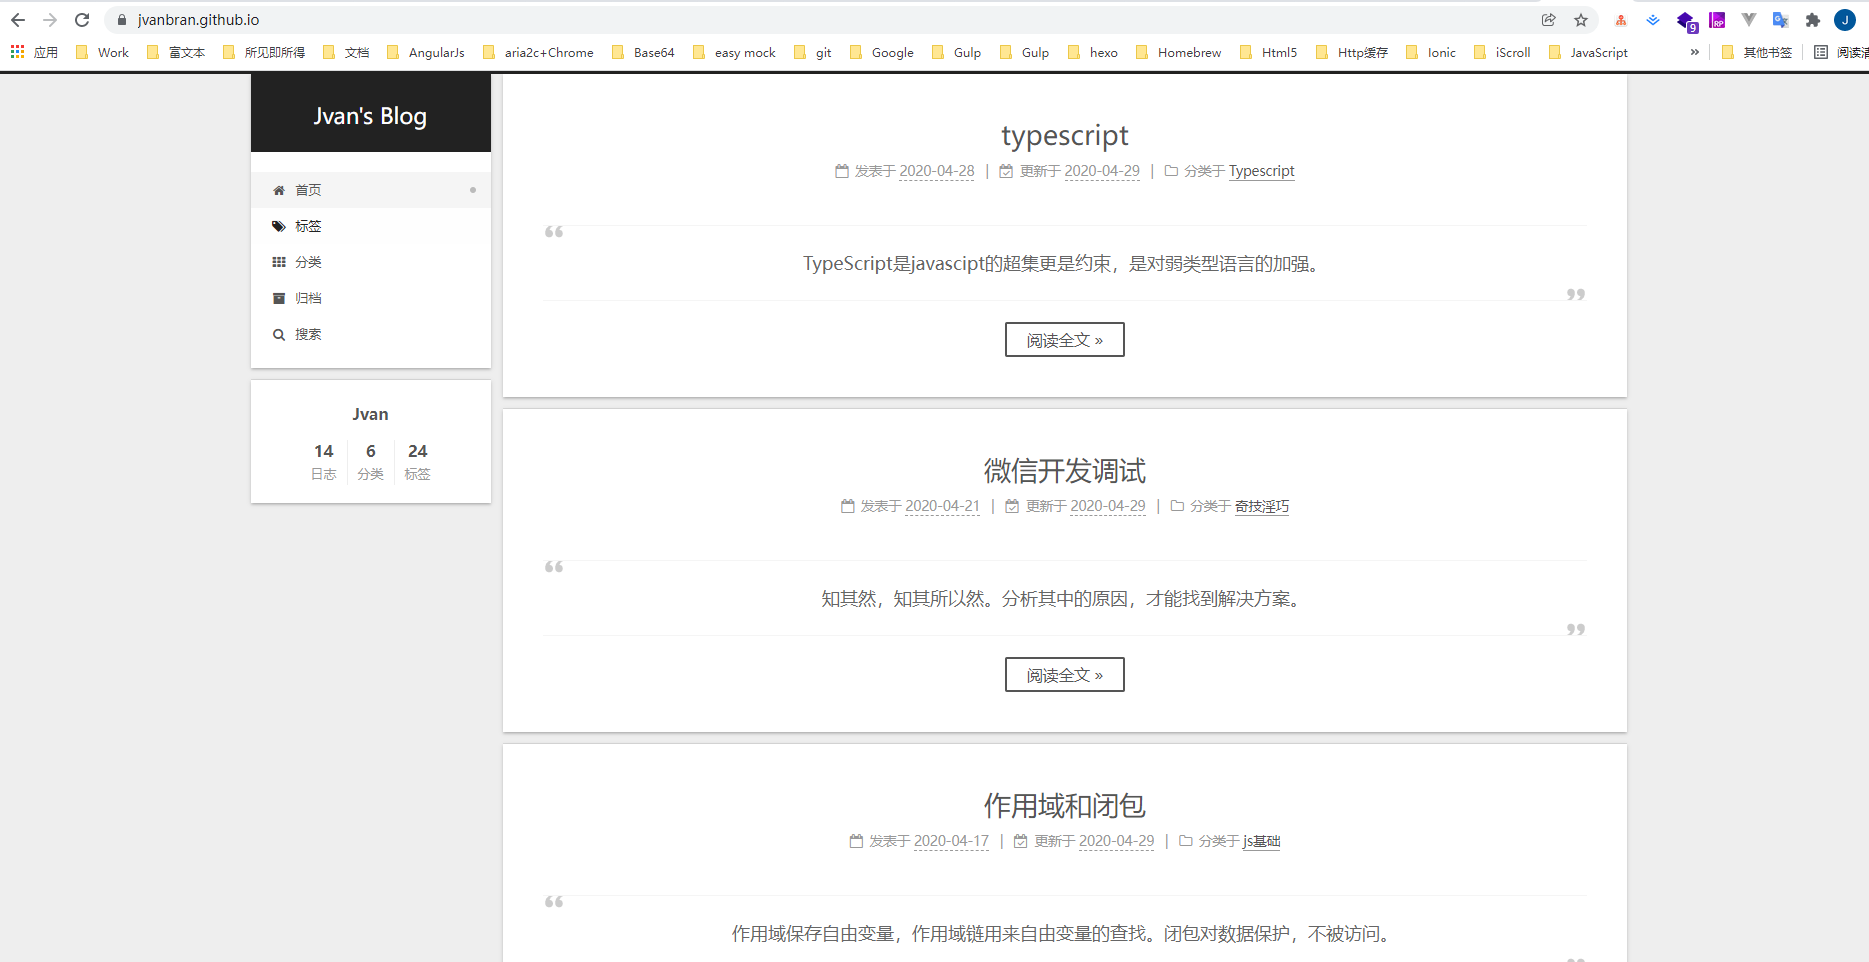 jvanbran.github.io
J
应用 Work 富文本 所见即所得 文档 AngularJs aria2c+Chrome Base64 easy mock git Google Gulp Gulp hexo Homebrew Html5 Http缓存 Ionic iScroll JavaScript » 其他书签 阅读清
9
RP
Jvan's Blog
首页
标签
分类
归档
搜索
Jvan
14 6 24
日志 分类 标签
typescript
发表于 2020-04-28 | 更新于 2020-04-29 | 分类于 Typescript
“
TypeScript是javascipt的超集更是约束，是对弱类型语言的加强。
”
阅读全文 »
微信开发调试
发表于 2020-04-21 | 更新于 2020-04-29 | 分类于 奇技淫巧
“
知其然，知其所以然。分析其中的原因，才能找到解决方案。
”
阅读全文 »
作用域和闭包
发表于 2020-04-17 | 更新于 2020-04-29 | 分类于 js基础
“
作用域保存自由变量，作用域链用来自由变量的查找。闭包对数据保护，不被访问。